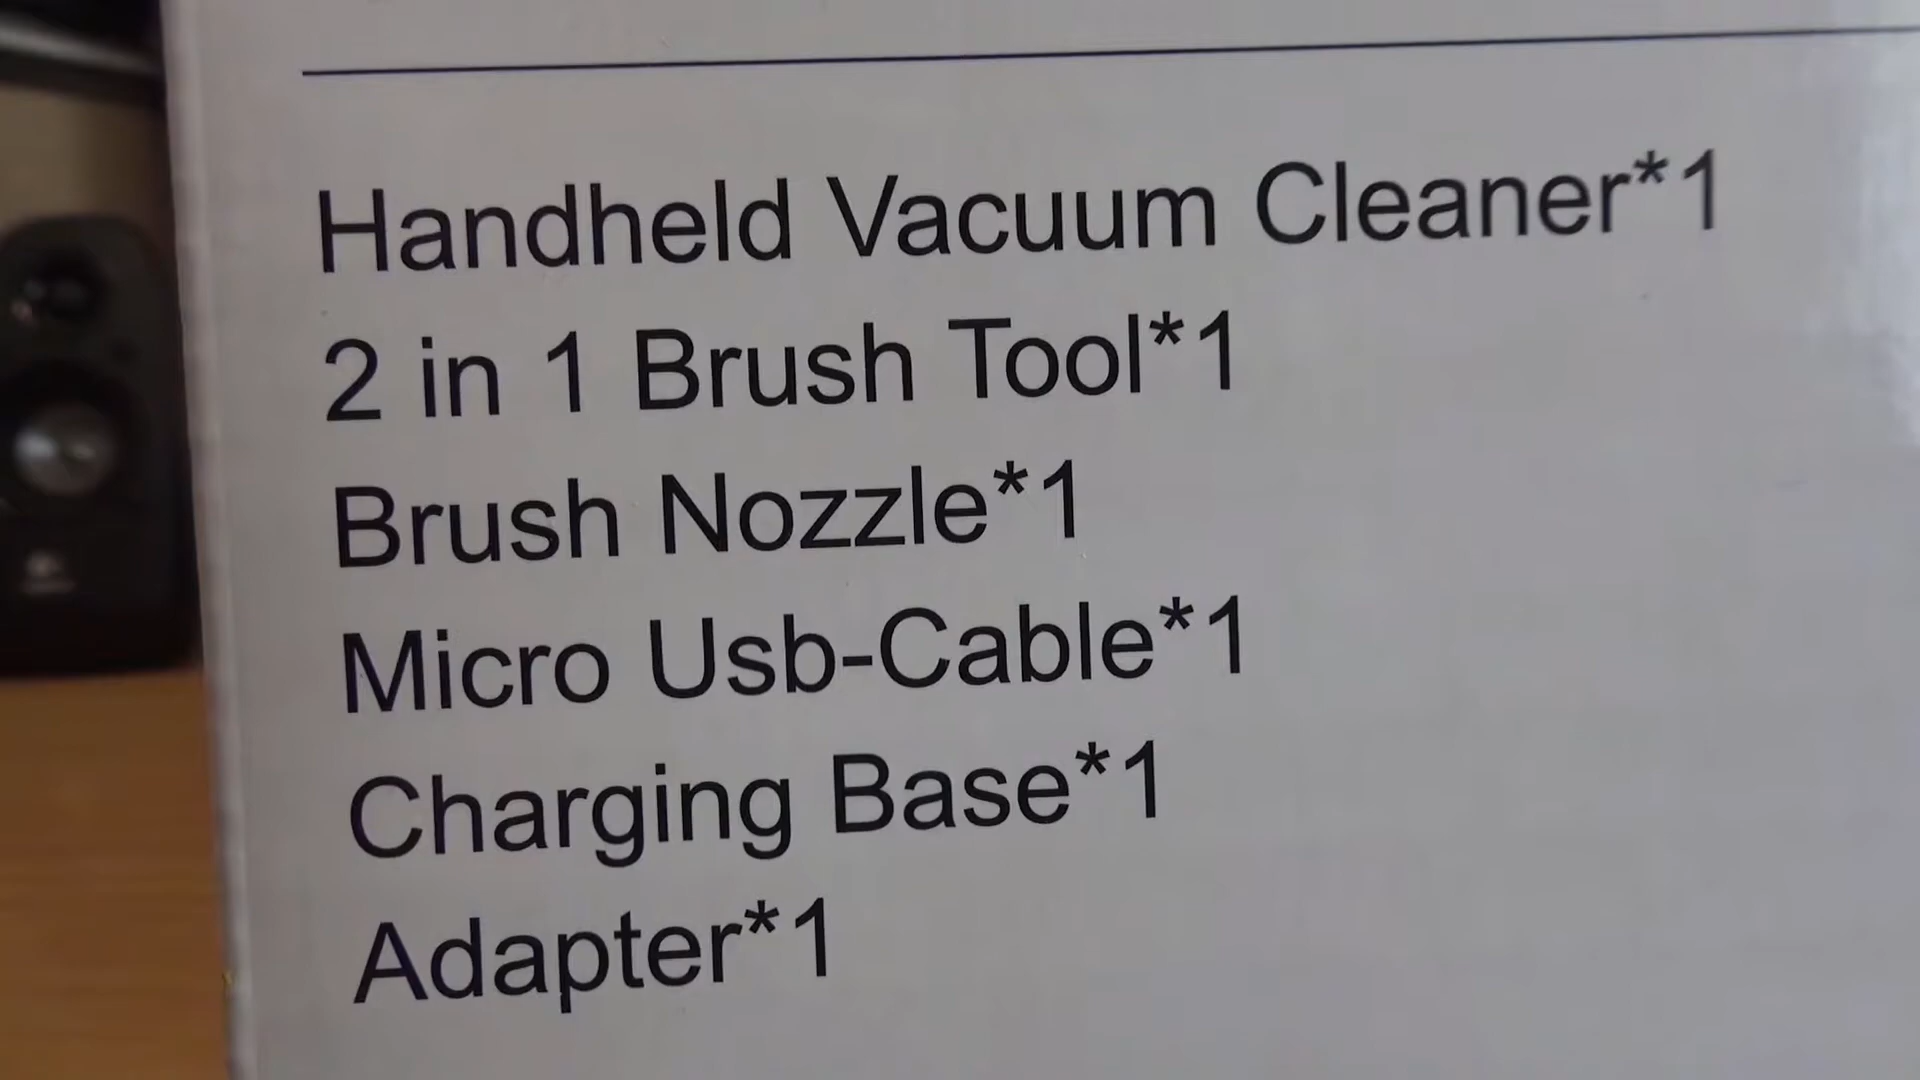 Handheld Vacuum Cleaner*1
2 in 1 Brush Tool*1
Brush Nozzle*1
Micro Usb-Cable*1
Charging Base*1
Adapter*1